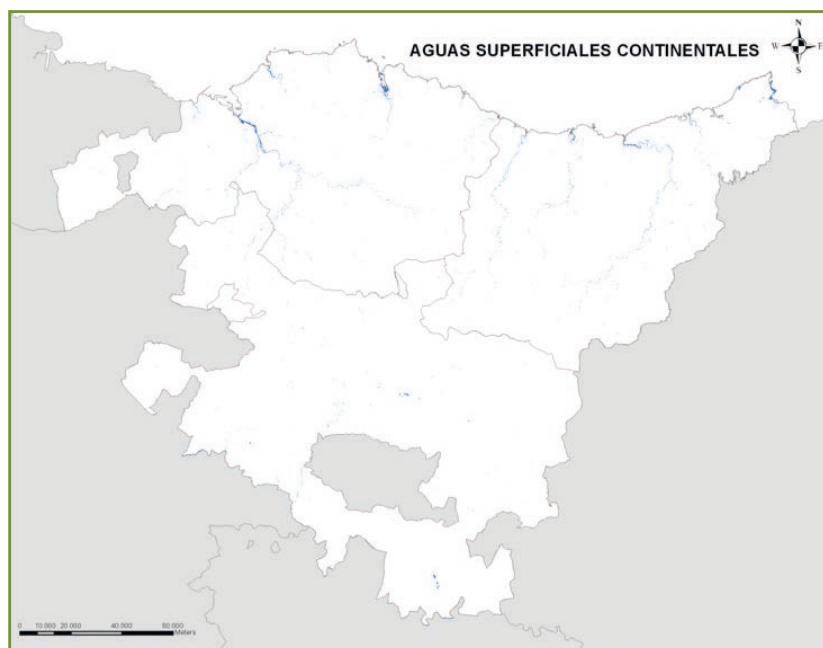 AGUAS SUPERFICIALES CONTINENTALES
N
W E
S
0 10.000 20.000 40.000 60.000
Meters